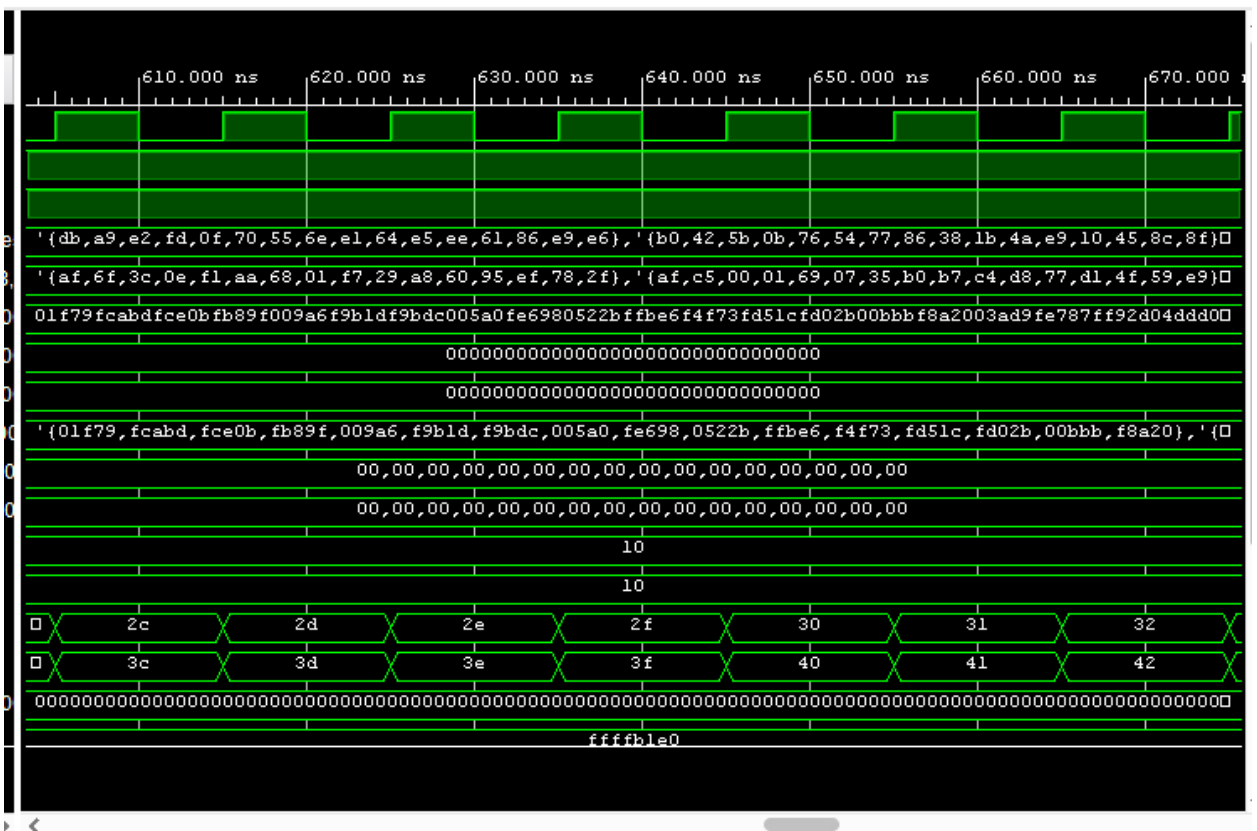 610.000 ns 620.000 ns 630.000 ns 640.000 ns 650.000 ns 660.000 ns 670.000
'{db,a9,e2,fd,0f,70,55,6e,e1,64,e5,ee,61,86,e9,e6},'{b0,42,5b,0b,76,54,77,86,38,1b,4a,e9,10,45,8c,8f}
'{af,6f,3c,0e,f1,aa,68,01,f7,29,a8,60,95,ef,78,2f},'{af,c5,00,01,69,07,35,b0,b7,c4,d8,77,d1,4f,59,e9}
01f79fcabdfce0bfb89f009a6f9b1df9bdc005a0fe6980522bffbe6f4f73fd51cfd02b00bbbf8a2003ad9fe787ff92d04ddd0
00000000000000000000000000000000
00000000000000000000000000000000
'{01f79,fcabd,fce0b,fb89f,009a6,f9b1d,f9bdc,005a0,fe698,0522b,ffbe6,f4f73,fd51c,fd02b,00bbb,f8a20},'{
00,00,00,00,00,00,00,00,00,00,00,00,00,00,00,00
00,00,00,00,00,00,00,00,00,00,00,00,00,00,00,00
10
10
2c 2d 2e 2f 30 31 32
3c 3d 3e 3f 40 41 42
ffffb1e0